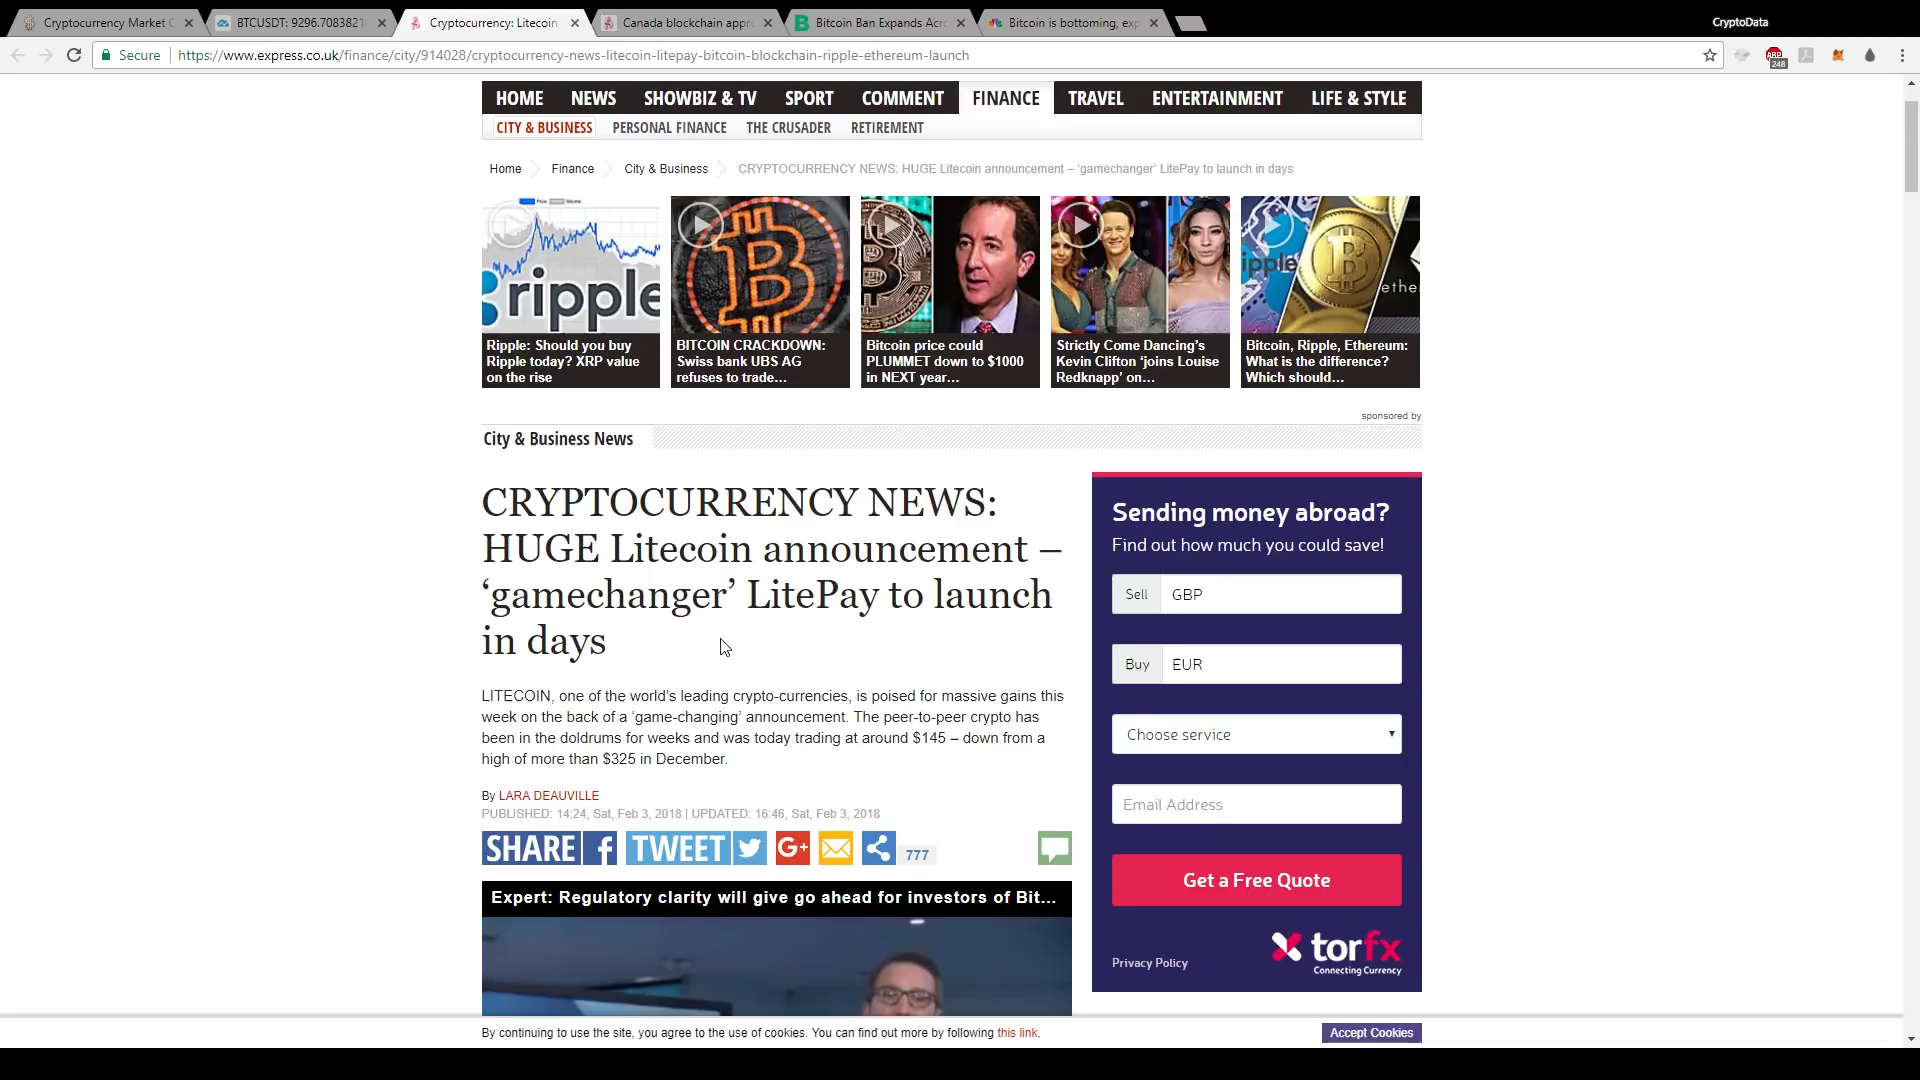 Cryptocurrency Market C
BTCUSDT: 9296.7083821
Cryptocurrency: Litecoin
Canada blockchain appr
Bitcoin Ban Expands Acro
Bitcoin is bottoming, exp
CryptoData
Secure
https://www.express.co.uk/finance/city/914028/cryptocurrency-news-litecoin-litepay-bitcoin-blockchain-ripple-ethereum-launch
ABP
248
HOME NEWS SHOWBIZ & TV SPORT COMMENT FINANCE TRAVEL ENTERTAINMENT LIFE & STYLE
CITY & BUSINESS PERSONAL FINANCE THE CRUSADER RETIREMENT
Home Finance City & Business CRYPTOCURRENCY NEWS: HUGE Litecoin announcement – ‘gamechanger’ LitePay to launch in days
ripple
Ripple: Should you buy
Ripple today? XRP value
on the rise
BITCOIN CRACKDOWN:
Swiss bank UBS AG
refuses to trade...
Bitcoin price could
PLUMMET down to $1000
in NEXT year...
Strictly Come Dancing’s
Kevin Clifton ‘joins Louise
Redknapp’ on...
ipple
ethe
Bitcoin, Ripple, Ethereum:
What is the difference?
Which should...
sponsored by
City & Business News
CRYPTOCURRENCY NEWS:
HUGE Litecoin announcement –
‘gamechanger’ LitePay to launch
in days
LITECOIN, one of the world’s leading crypto-currencies, is poised for massive gains this
week on the back of a ‘game-changing’ announcement. The peer-to-peer crypto has
been in the doldrums for weeks and was today trading at around $145 – down from a
high of more than $325 in December.
By LARA DEAUVILLE
PUBLISHED: 14:24, Sat, Feb 3, 2018 | UPDATED: 16:46, Sat, Feb 3, 2018
SHARE f TWEET G+ 777
Expert: Regulatory clarity will give go ahead for investors of Bit...
Sending money abroad?
Find out how much you could save!
Sell GBP
Buy EUR
Choose service
Email Address
Get a Free Quote
Privacy Policy
torfx
Connecting Currency
By continuing to use the site, you agree to the use of cookies. You can find out more by following this link.
Accept Cookies